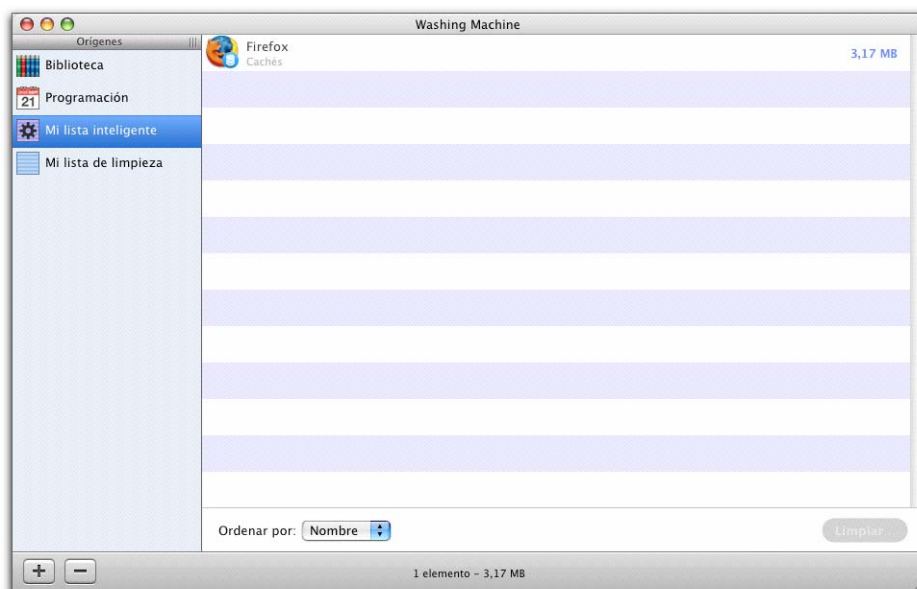 Washing Machine
Orígenes
Biblioteca
21 Programación
Mi lista inteligente
Mi lista de limpieza
Firefox
Cachés
3,17 MB
Ordenar por: Nombre
Limpiar...
1 elemento – 3,17 MB